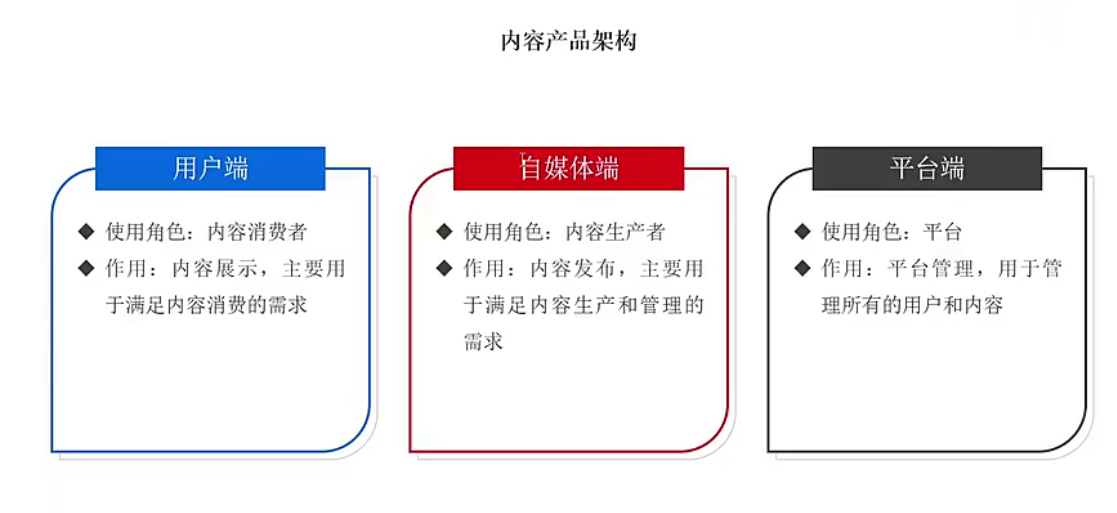 内容产品架构
用户端
◆ 使用角色：内容消费者
◆ 作用：内容展示，主要用
于满足内容消费的需求
自媒体端
◆ 使用角色：内容生产者
◆ 作用：内容发布，主要用
于满足内容生产和管理的
需求
平台端
◆ 使用角色：平台
◆ 作用：平台管理，用于管
理所有的用户和内容